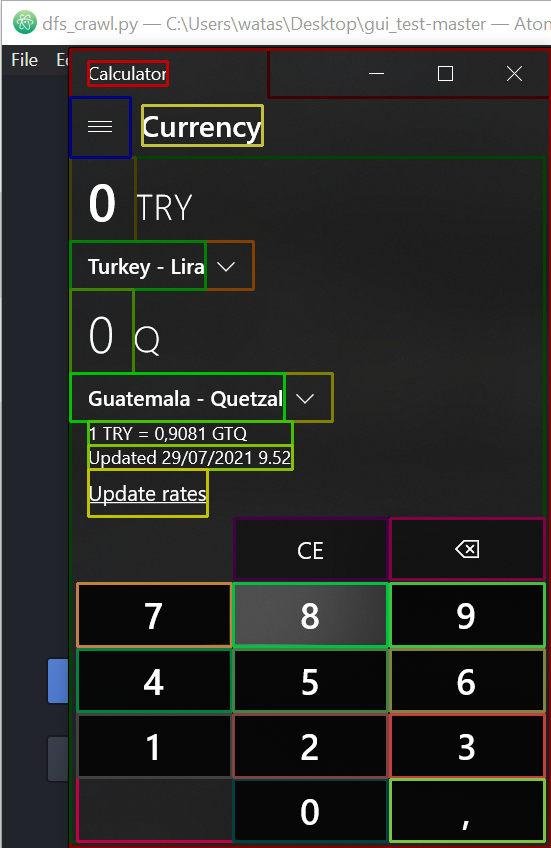 dfs_crawl.py — C:\Users\watas\Desktop\gui_test-master — Atom
File
Calculator
Currency
0 TRY
Turkey - Lira
0 Q
Guatemala - Quetzal
1 TRY = 0,9081 GTQ
Updated 29/07/2021 9.52
Update rates
CE
7 8 9
4 5 6
1 2 3
0 ,